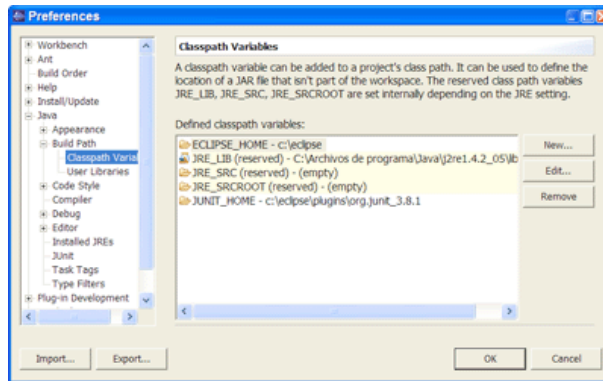 Preferences
Workbench
Ant
Build Order
Help
Install/Update
Java
Appearance
Build Path
Classpath Varia
User Libraries
Code Style
Compiler
Debug
Editor
Installed JREs
JUnit
Task Tags
Type Filters
Plug-in Development
Classpath Variables
A classpath variable can be added to a project's class path. It can be used to define the
location of a JAR file that isn't part of the workspace. The reserved class path variables
JRE_LIB, JRE_SRC, JRE_SRCROOT are set internally depending on the JRE setting.
Defined classpath variables:
ECLIPSE_HOME - c:\eclipse
JRE_LIB (reserved) - C:\Archivos de programa\Java\j2re1.4.2_05\lib
JRE_SRC (reserved) - (empty)
JRE_SRCROOT (reserved) - (empty)
JUNIT_HOME - c:\eclipse\plugins\org.junit_3.8.1
New...
Edit...
Remove
Import...
Export...
OK
Cancel